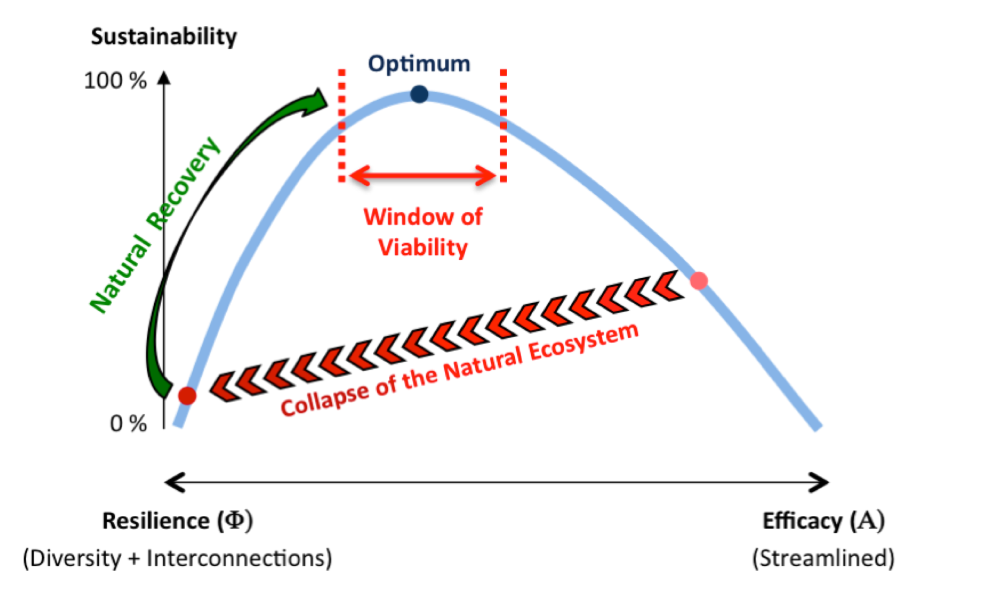 Sustainability
100 %
Optimum
Natural Recovery
Window of
Viability
Collapse of the Natural Ecosystem
0 %
Resilience (Φ)
(Diversity + Interconnections)
Efficacy (A)
(Streamlined)